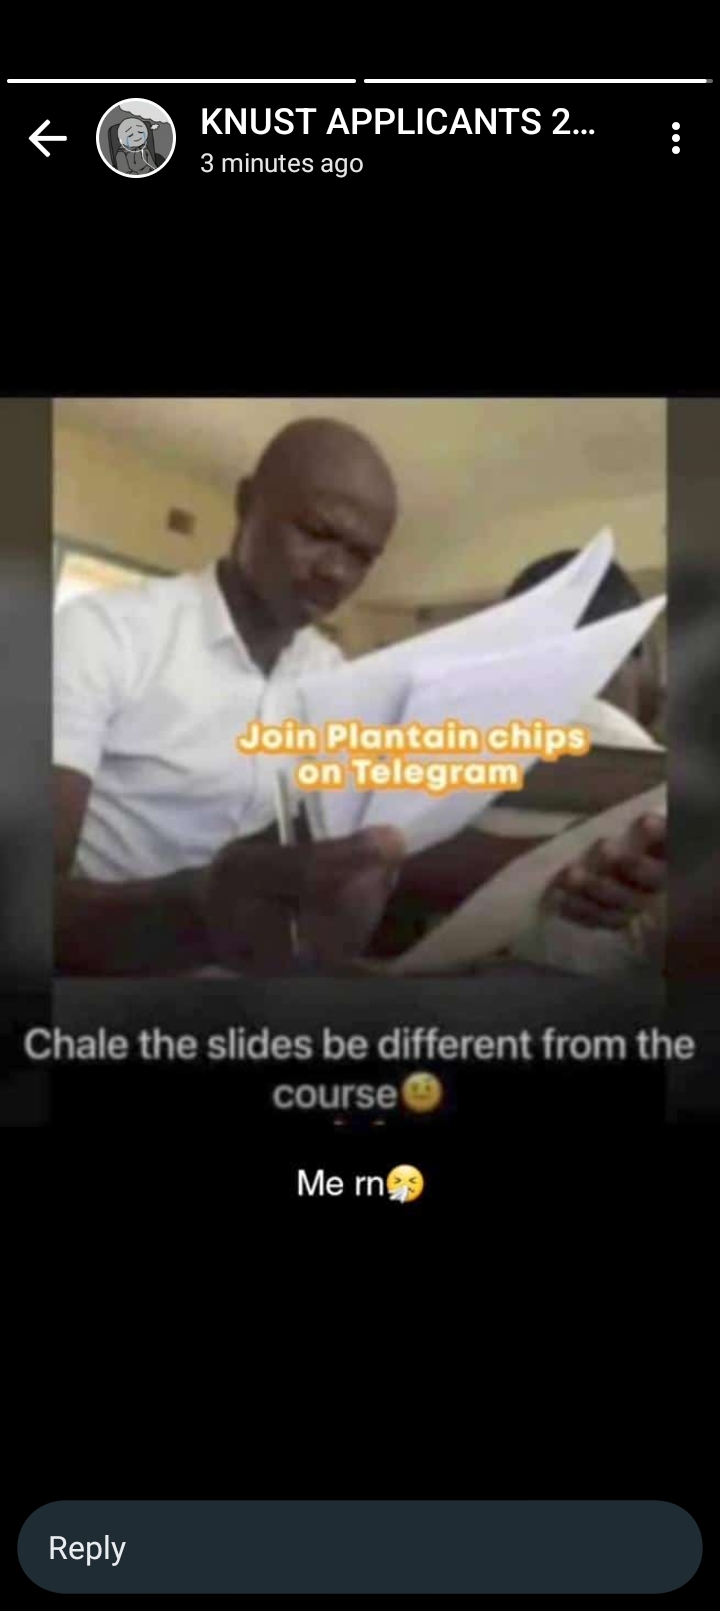 KNUST APPLICANTS 2...
3 minutes ago
Join Plantain chips
on Telegram
Chale the slides be different from the
course🤨
Me rn🤧
Reply